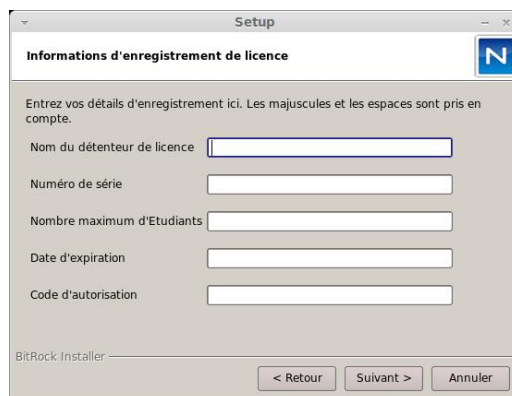 Setup
Informations d'enregistrement de licence
N
Entrez vos détails d'enregistrement ici. Les majuscules et les espaces sont pris en
compte.
Nom du détenteur de licence
Numéro de série
Nombre maximum d'Etudiants
Date d'expiration
Code d'autorisation
BitRock Installer
< Retour
Suivant >
Annuler